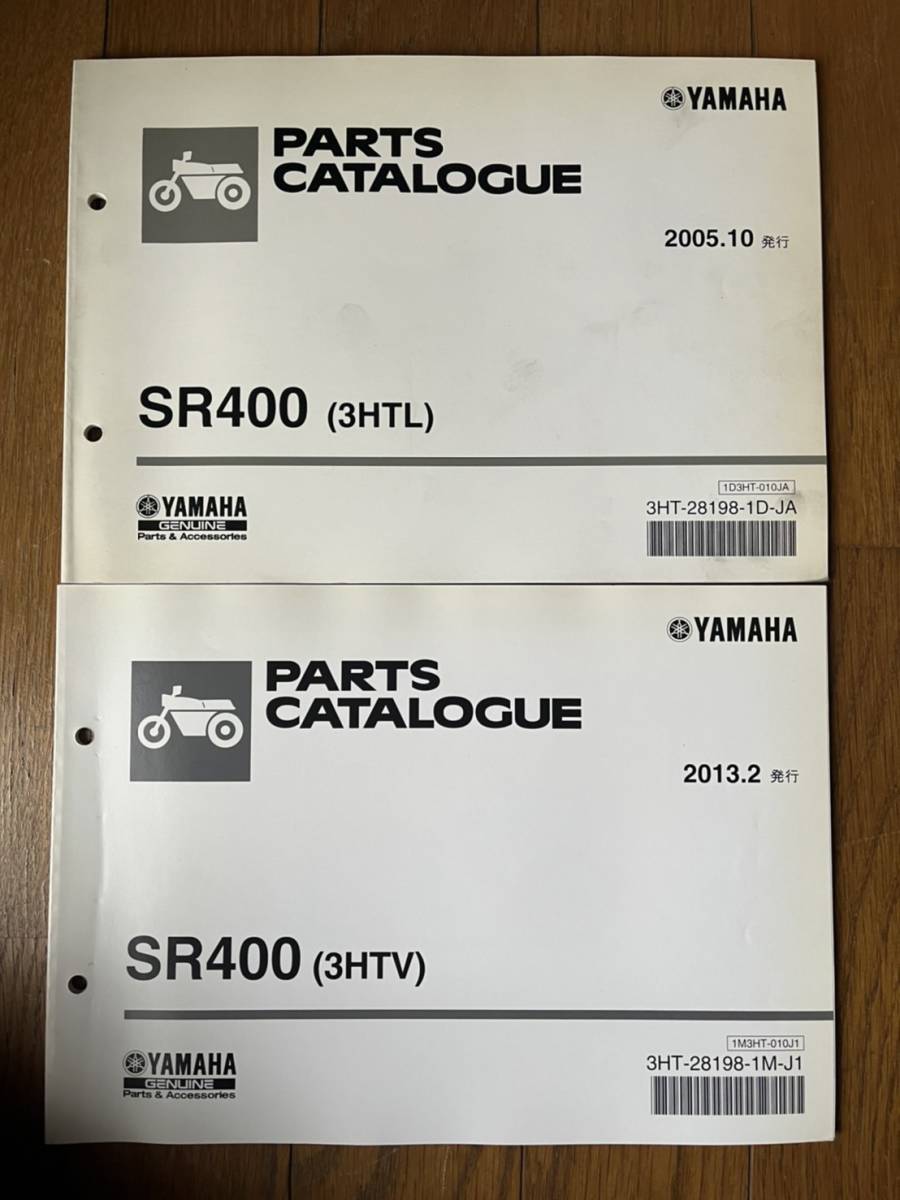 YAMAHA
PARTS
CATALOGUE
2005.10 発行
SR400 (3HTL)
1D3HT-010JA
3HT-28198-1D-JA
YAMAHA
GENUINE
Parts & Accessories
YAMAHA
PARTS
CATALOGUE
2013.2 発行
SR400 (3HTV)
1M3HT-010J1
3HT-28198-1M-J1
YAMAHA
GENUINE
Parts & Accessories